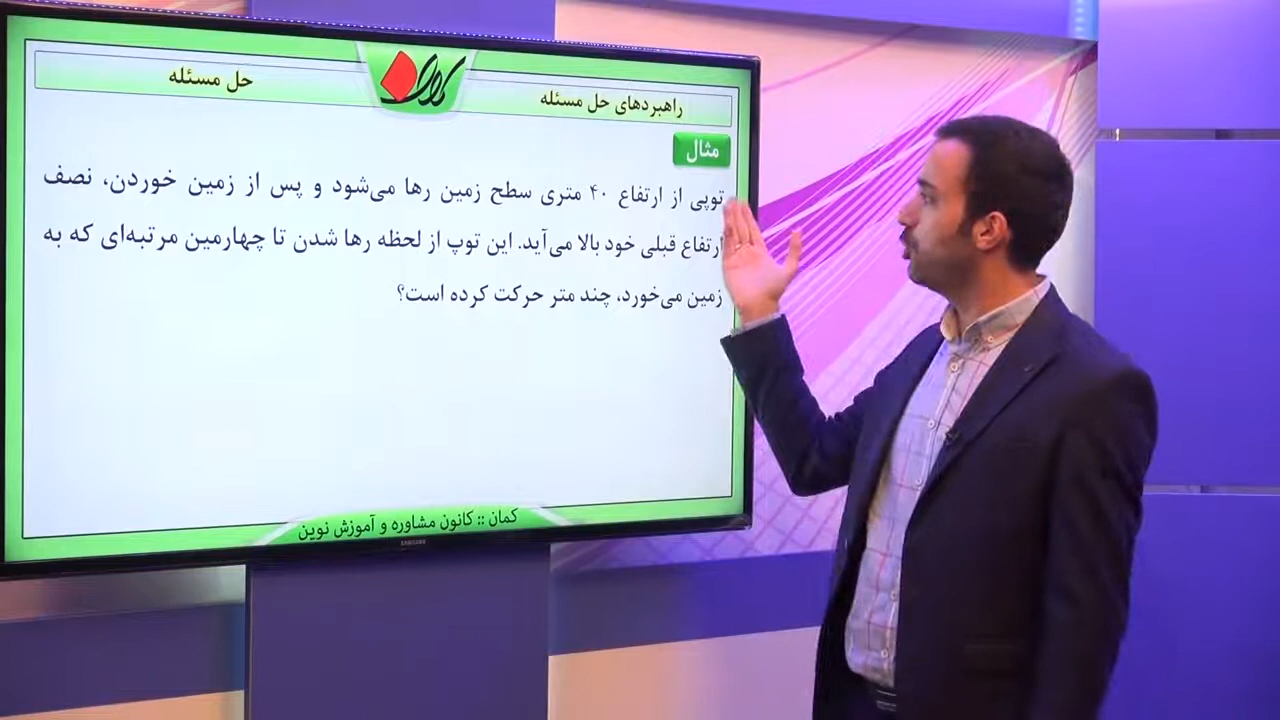 راهبردهای حل مسئله
حل مسئله
کمان
مثال
توپی از ارتفاع ۴۰ متری سطح زمین رها می‌شود و پس از زمین خوردن، نصف
ارتفاع قبلی خود بالا می‌آید. این توپ از لحظه رها شدن تا چهارمین مرتبه‌ای که به
زمین می‌خورد، چند متر حرکت کرده است؟
کمان :: کانون مشاوره و آموزش نوین
SAMSUNG